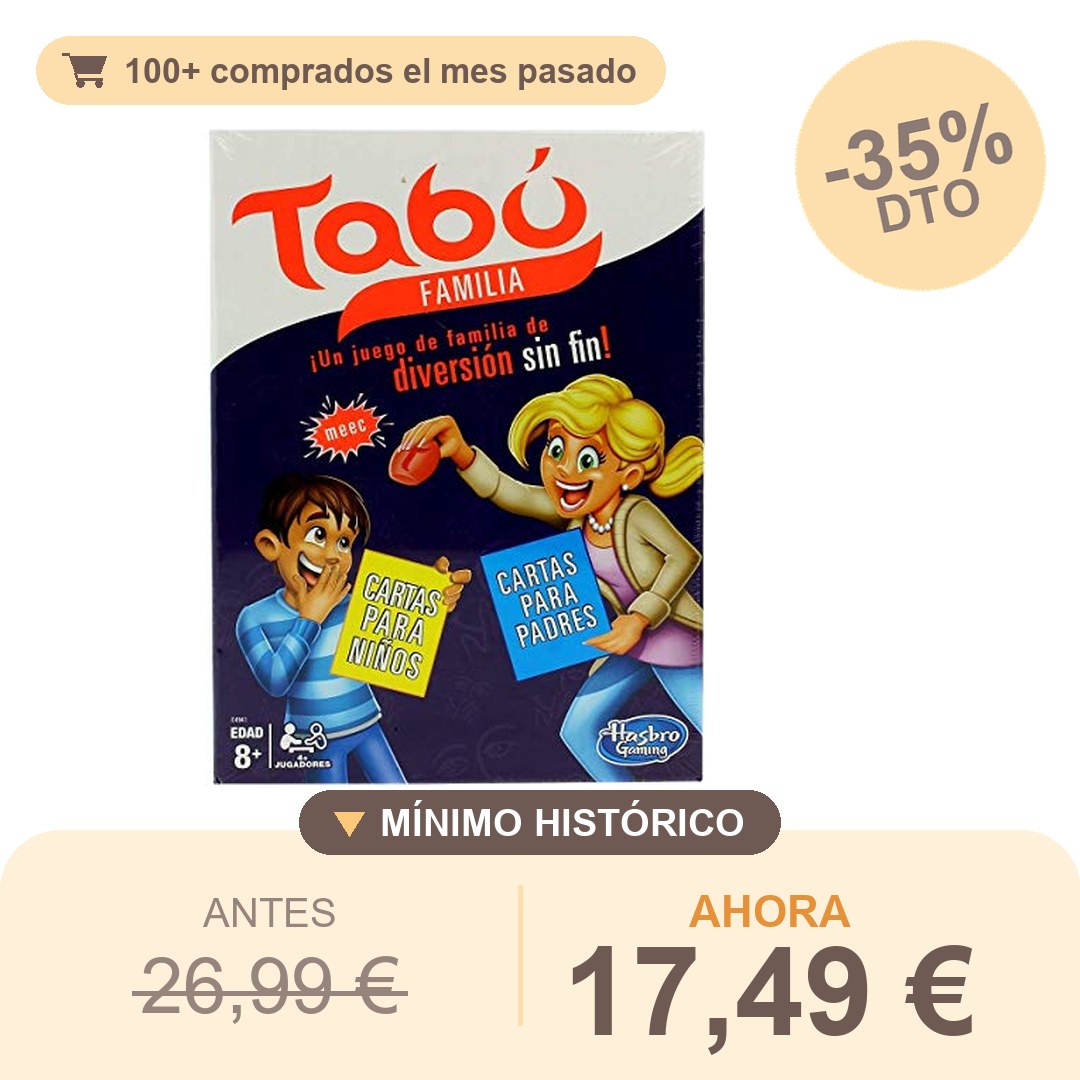 100+ comprados el mes pasado
-35%
DTO
Tabú
FAMILIA
¡Un juego de familia de
diversión sin fin!
meec
CARTAS
PARA
NIÑOS
CARTAS
PARA
PADRES
EDAD
8+
4+
JUGADORES
Hasbro
Gaming
MÍNIMO HISTÓRICO
ANTES
26,99 €
AHORA
17,49 €